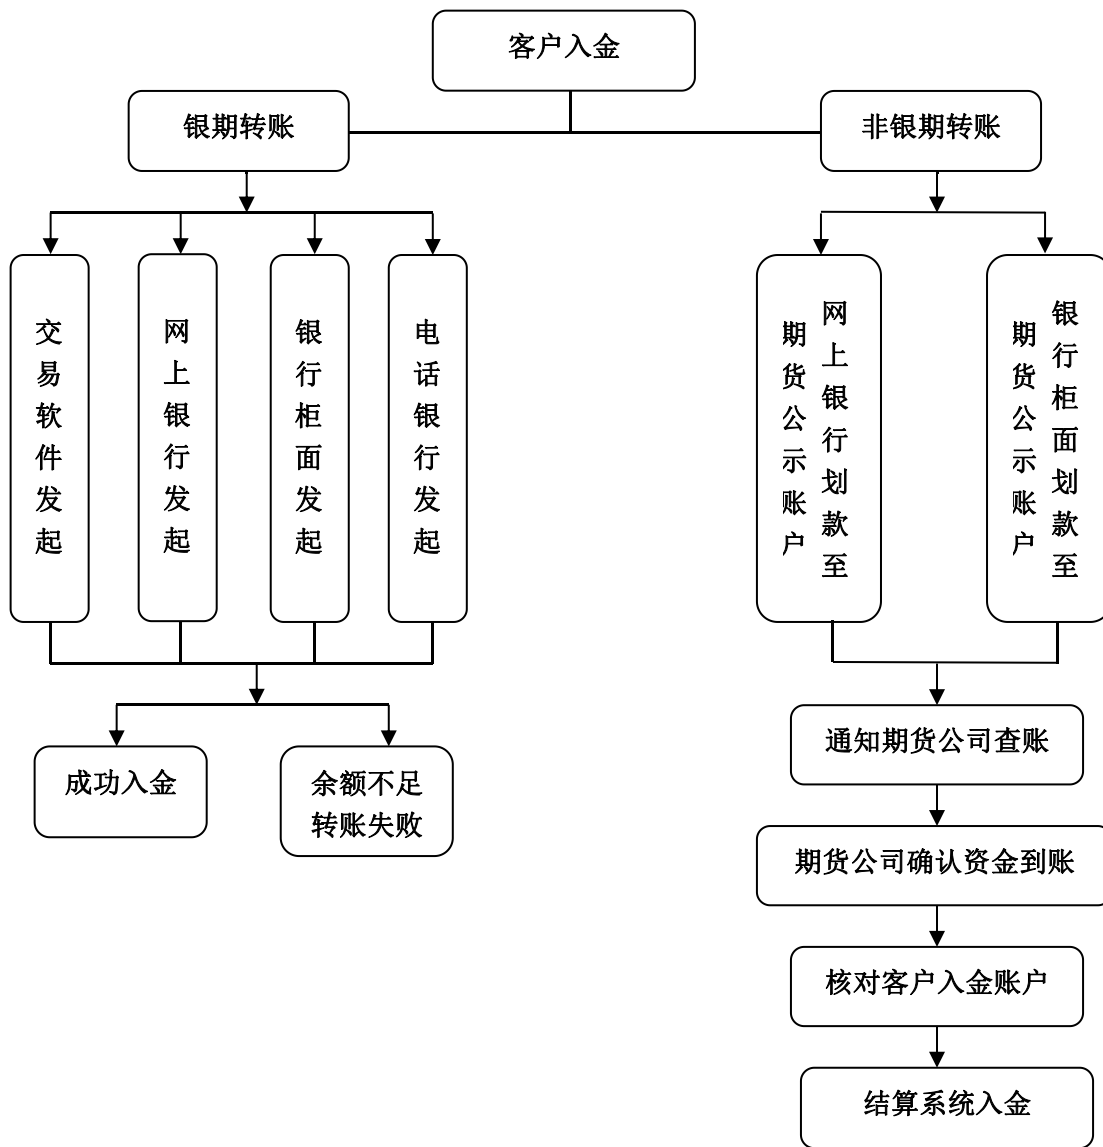 客户入金
银期转账
非银期转账
交易软件发起
网上银行发起
银行柜面发起
电话银行发起
网上银行划款至
期货公示账户
银行柜面划款至
期货公示账户
成功入金
余额不足
转账失败
通知期货公司查账
期货公司确认资金到账
核对客户入金账户
结算系统入金